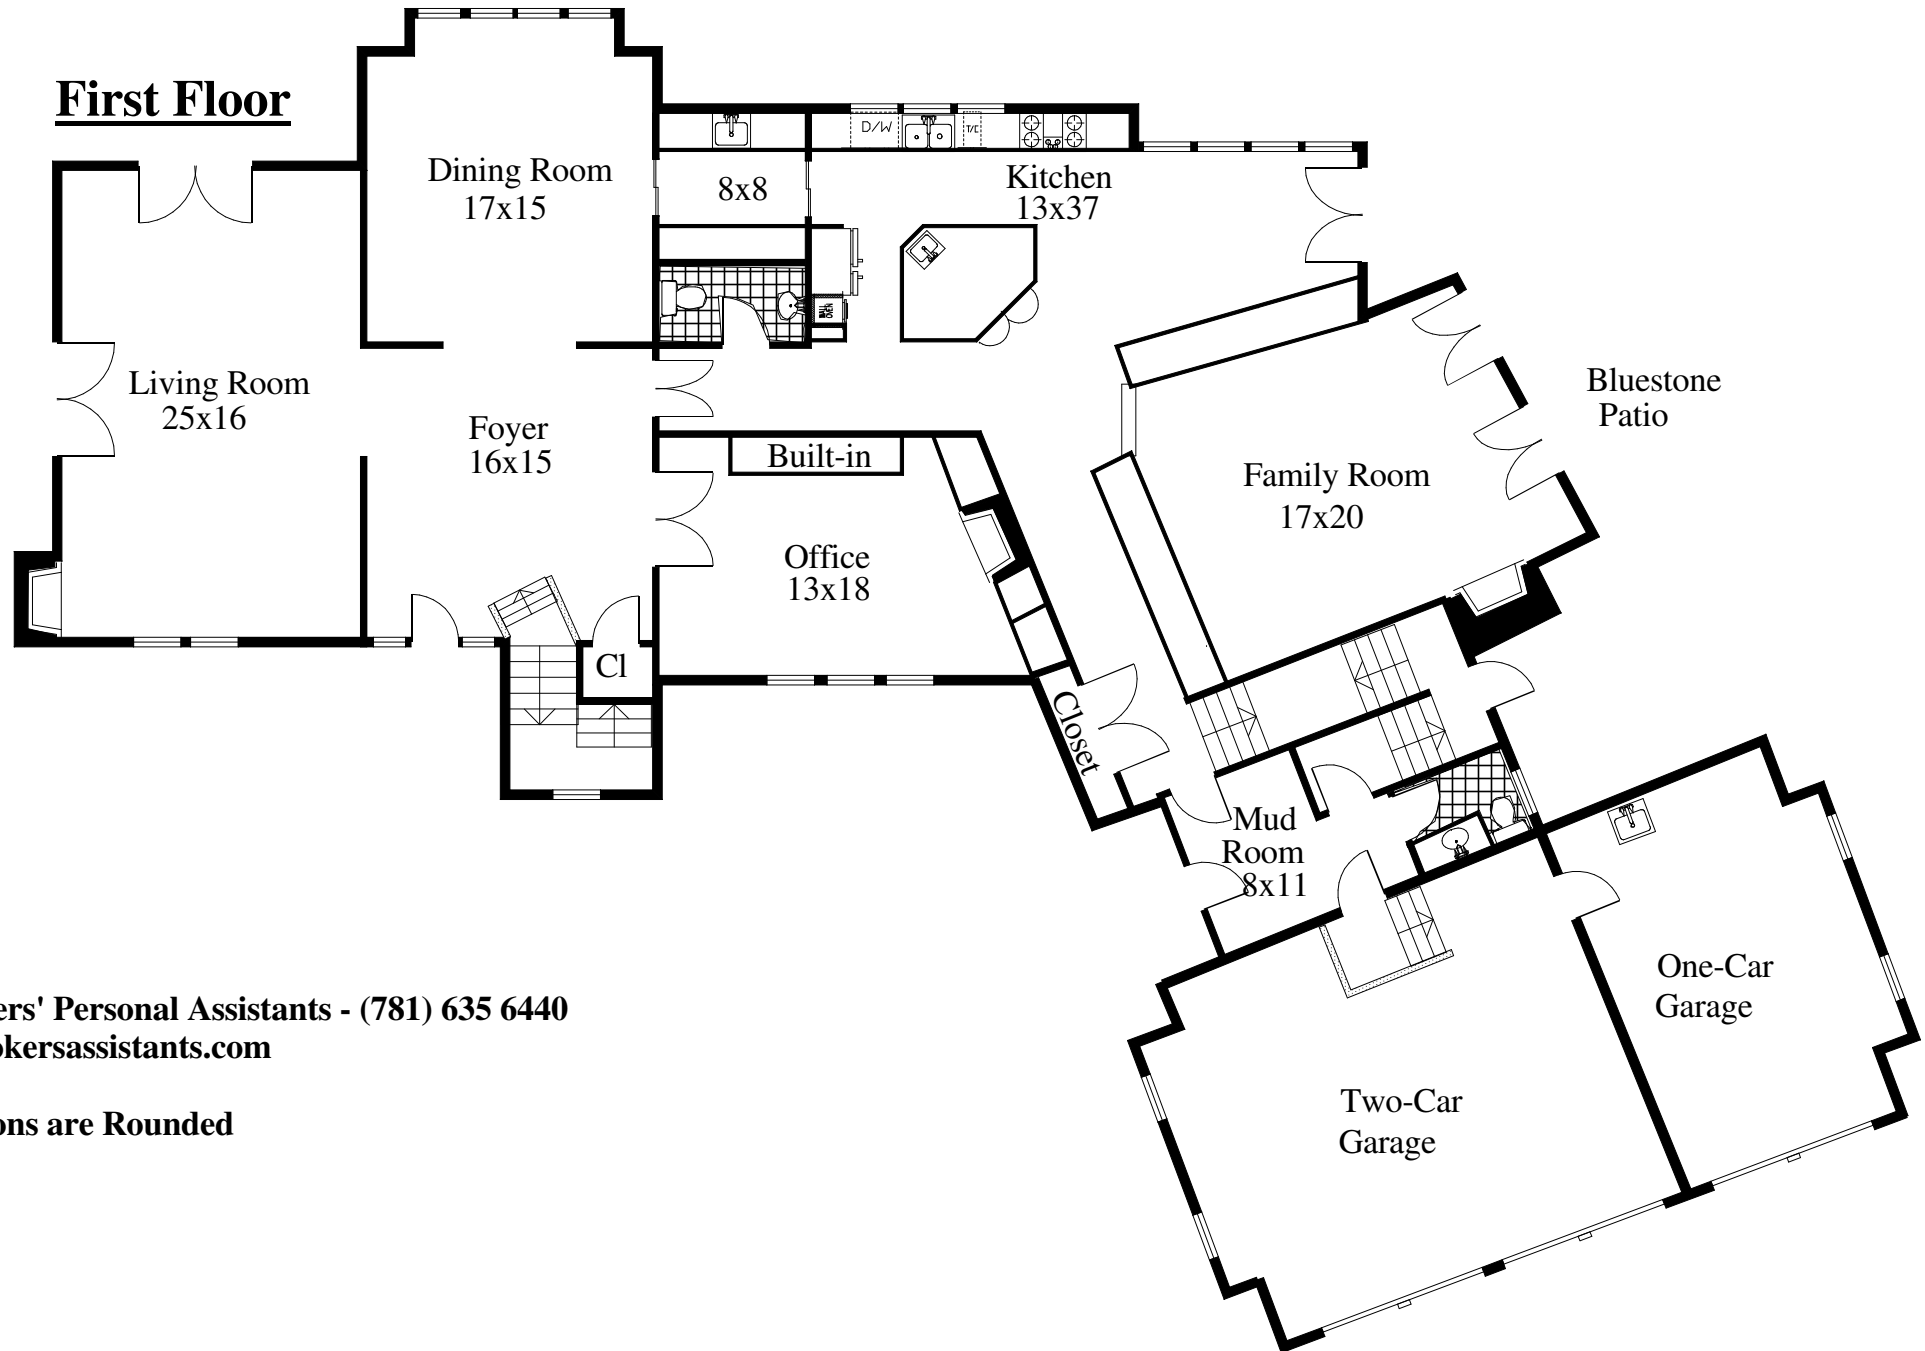 First Floor
Dining Room
17x15
8x8
D/W
T/C
Kitchen
13x37
WALL
OVEN
Living Room
25x16
Foyer
16x15
Built-in
Office
13x18
Family Room
17x20
Bluestone
Patio
Cl
Closet
Mud
Room
8x11
One-Car
Garage
Two-Car
Garage
ers' Personal Assistants - (781) 635 6440
okersassistants.com
ons are Rounded